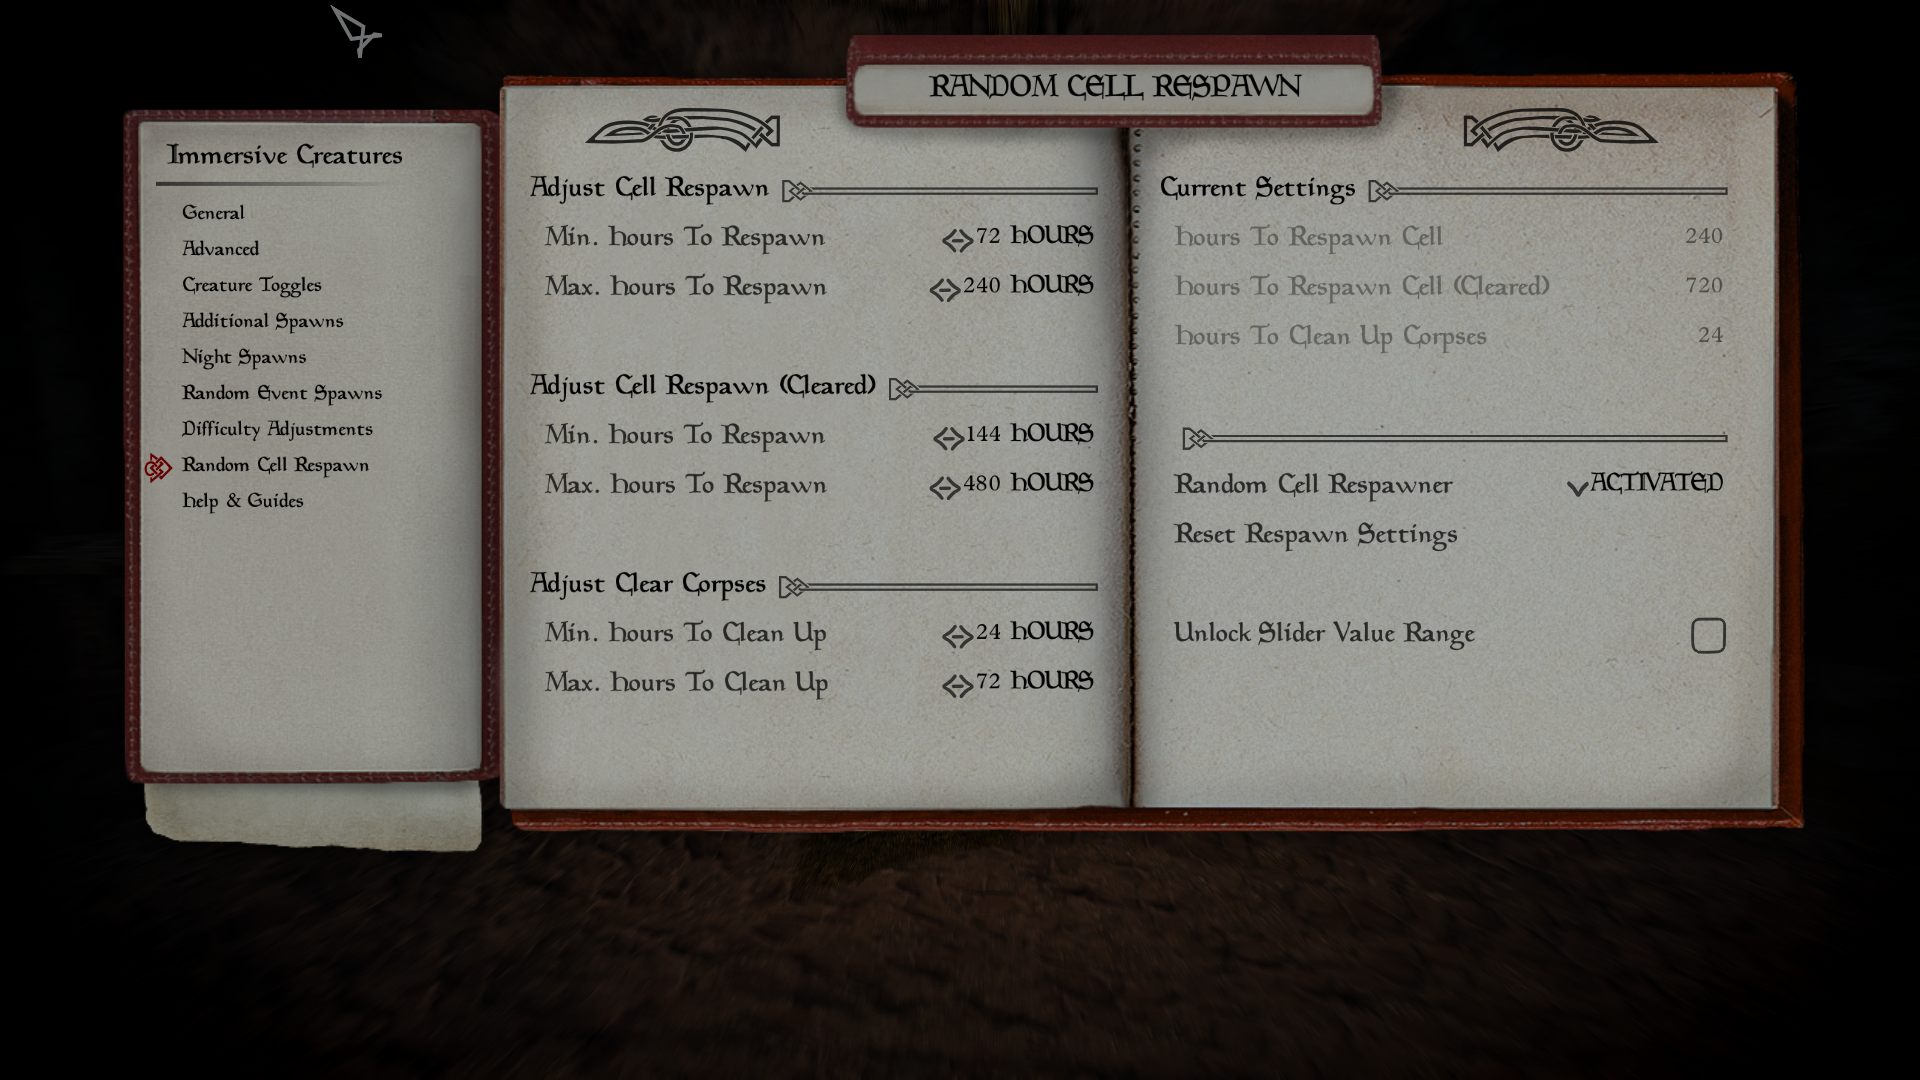 RANDOM CELL RESPAWN
Immersive Creatures
General
Advanced
Creature Toggles
Additional Spawns
Night Spawns
Random Event Spawns
Difficulty Adjustments
Random Cell Respawn
Help & Guides
Adjust Cell Respawn
Min. Hours To Respawn 72 HOURS
Max. Hours To Respawn 240 HOURS
Adjust Cell Respawn (Cleared)
Min. Hours To Respawn 144 HOURS
Max. Hours To Respawn 480 HOURS
Adjust Clear Corpses
Min. Hours To Clean Up 24 HOURS
Max. Hours To Clean Up 72 HOURS
Current Settings
Hours To Respawn Cell 240
Hours To Respawn Cell (Cleared) 720
Hours To Clean Up Corpses 24
Random Cell Respawner ACTIVATED
Reset Respawn Settings
Unlock Slider Value Range